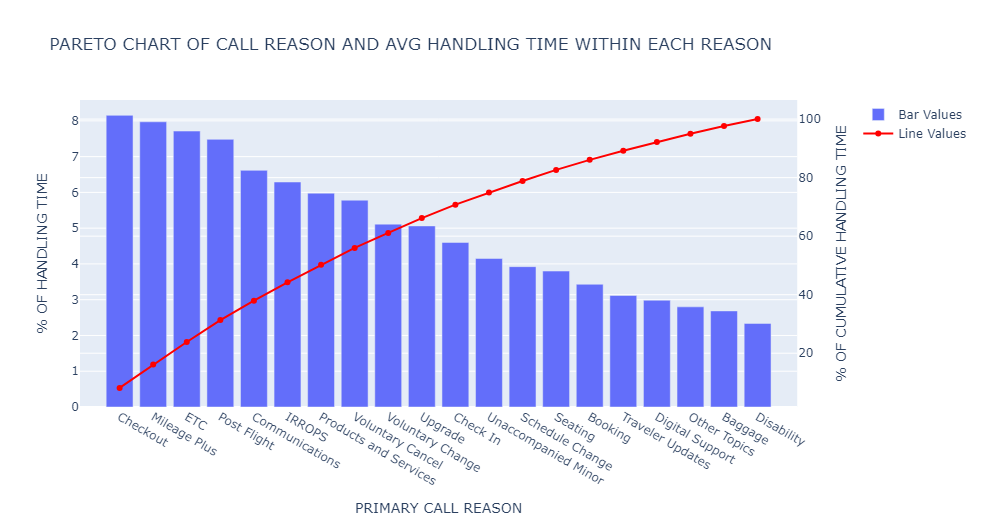 PARETO CHART OF CALL REASON AND AVG HANDLING TIME WITHIN EACH REASON
Bar Values
Line Values
% OF HANDLING TIME
8
7
6
5
4
3
2
1
0
100
80
60
40
20
% OF CUMULATIVE HANDLING TIME
Checkout
Mileage Plus
ETC
Post Flight
Communications
IRROPS
Products and Services
Voluntary Cancel
Voluntary Change
Upgrade
Check In
Unaccompanied Minor
Schedule Change
Seating
Booking
Traveler Updates
Digital Support
Other Topics
Baggage
Disability
PRIMARY CALL REASON